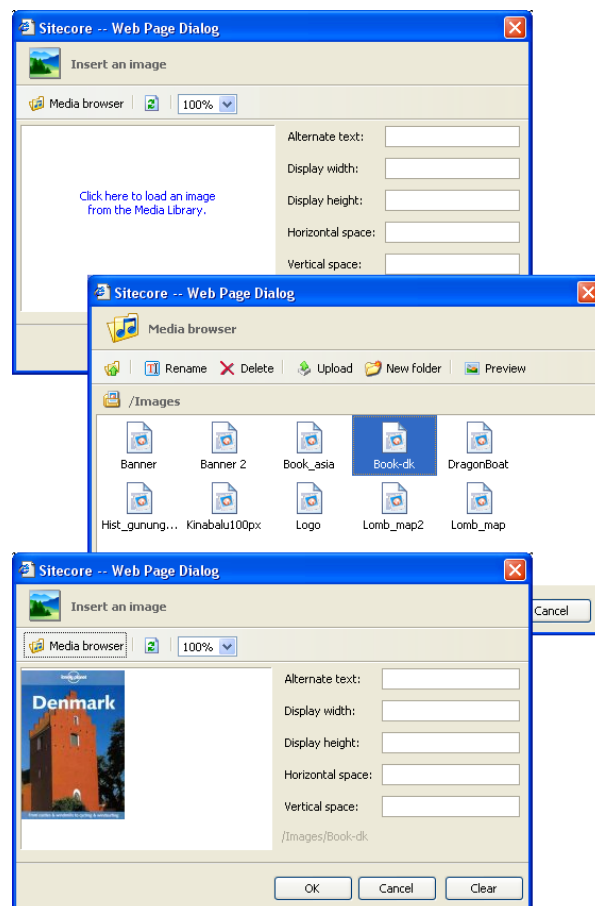 Sitecore -- Web Page Dialog
Insert an image
Media browser 100%
Alternate text:
Display width:
Click here to load an image
from the Media Library.
Display height:
Horizontal space:
Vertical space:
Sitecore -- Web Page Dialog
Media browser
Rename Delete Upload New folder Preview
/Images
Banner Banner 2 Book_asia Book-dk DragonBoat
Hist_gunung... Kinabalu100px Logo Lomb_map2 Lomb_map
Cancel
Sitecore -- Web Page Dialog
Insert an image
Media browser 100%
Alternate text:
Display width:
Display height:
Horizontal space:
Vertical space:
/Images/Book-dk
lonely planet
Denmark
OK Cancel Clear